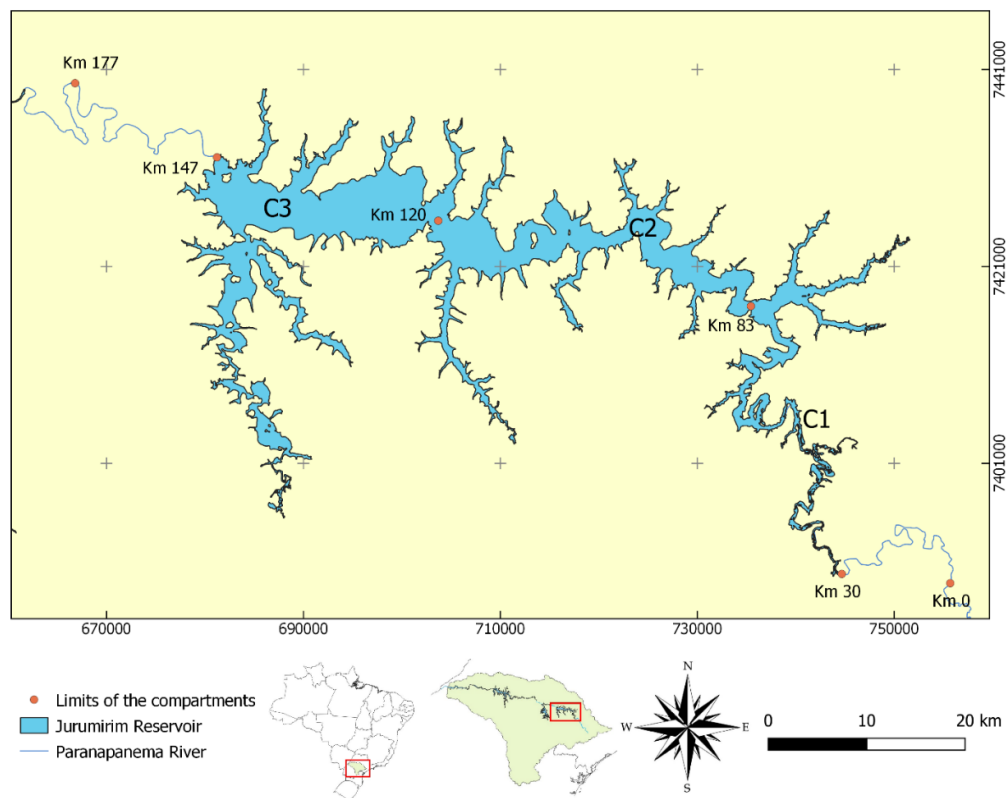 Km 177
7441000
Km 147
C3
Km 120
C2
7421000
Km 83
C1
7401000
Km 30
Km 0
670000
690000
710000
730000
750000
Limits of the compartments
Jurumirim Reservoir
Paranapanema River
N
W
E
S
0
10
20 km